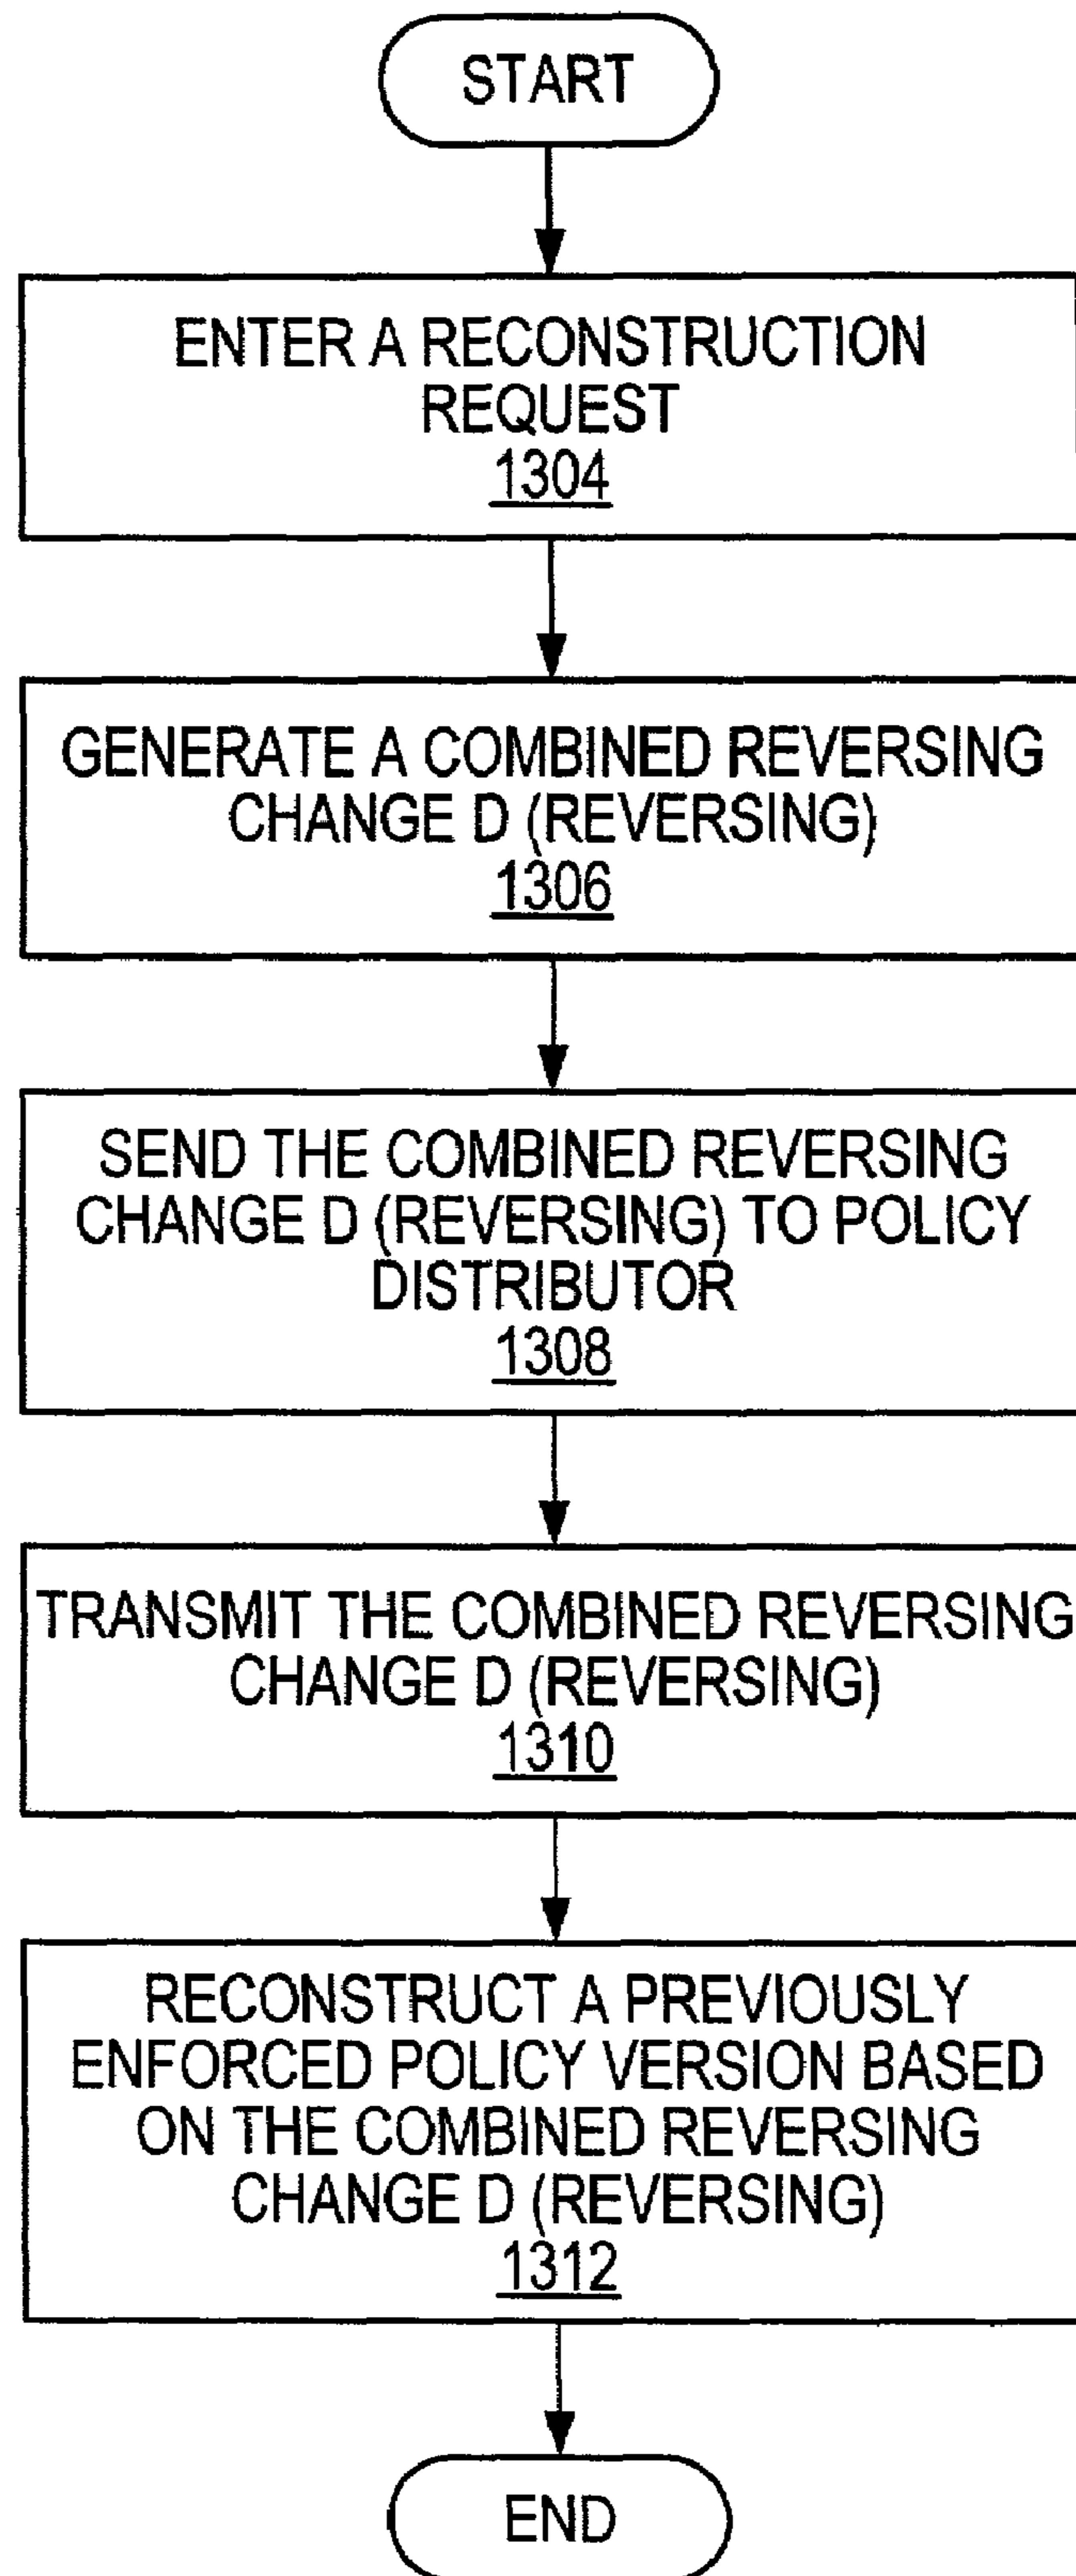 START
ENTER A RECONSTRUCTION
REQUEST
1304
GENERATE A COMBINED REVERSING
CHANGE D (REVERSING)
1306
SEND THE COMBINED REVERSING
CHANGE D (REVERSING) TO POLICY
DISTRIBUTOR
1308
TRANSMIT THE COMBINED REVERSING
CHANGE D (REVERSING)
1310
RECONSTRUCT A PREVIOUSLY
ENFORCED POLICY VERSION BASED
ON THE COMBINED REVERSING
CHANGE D (REVERSING)
1312
END